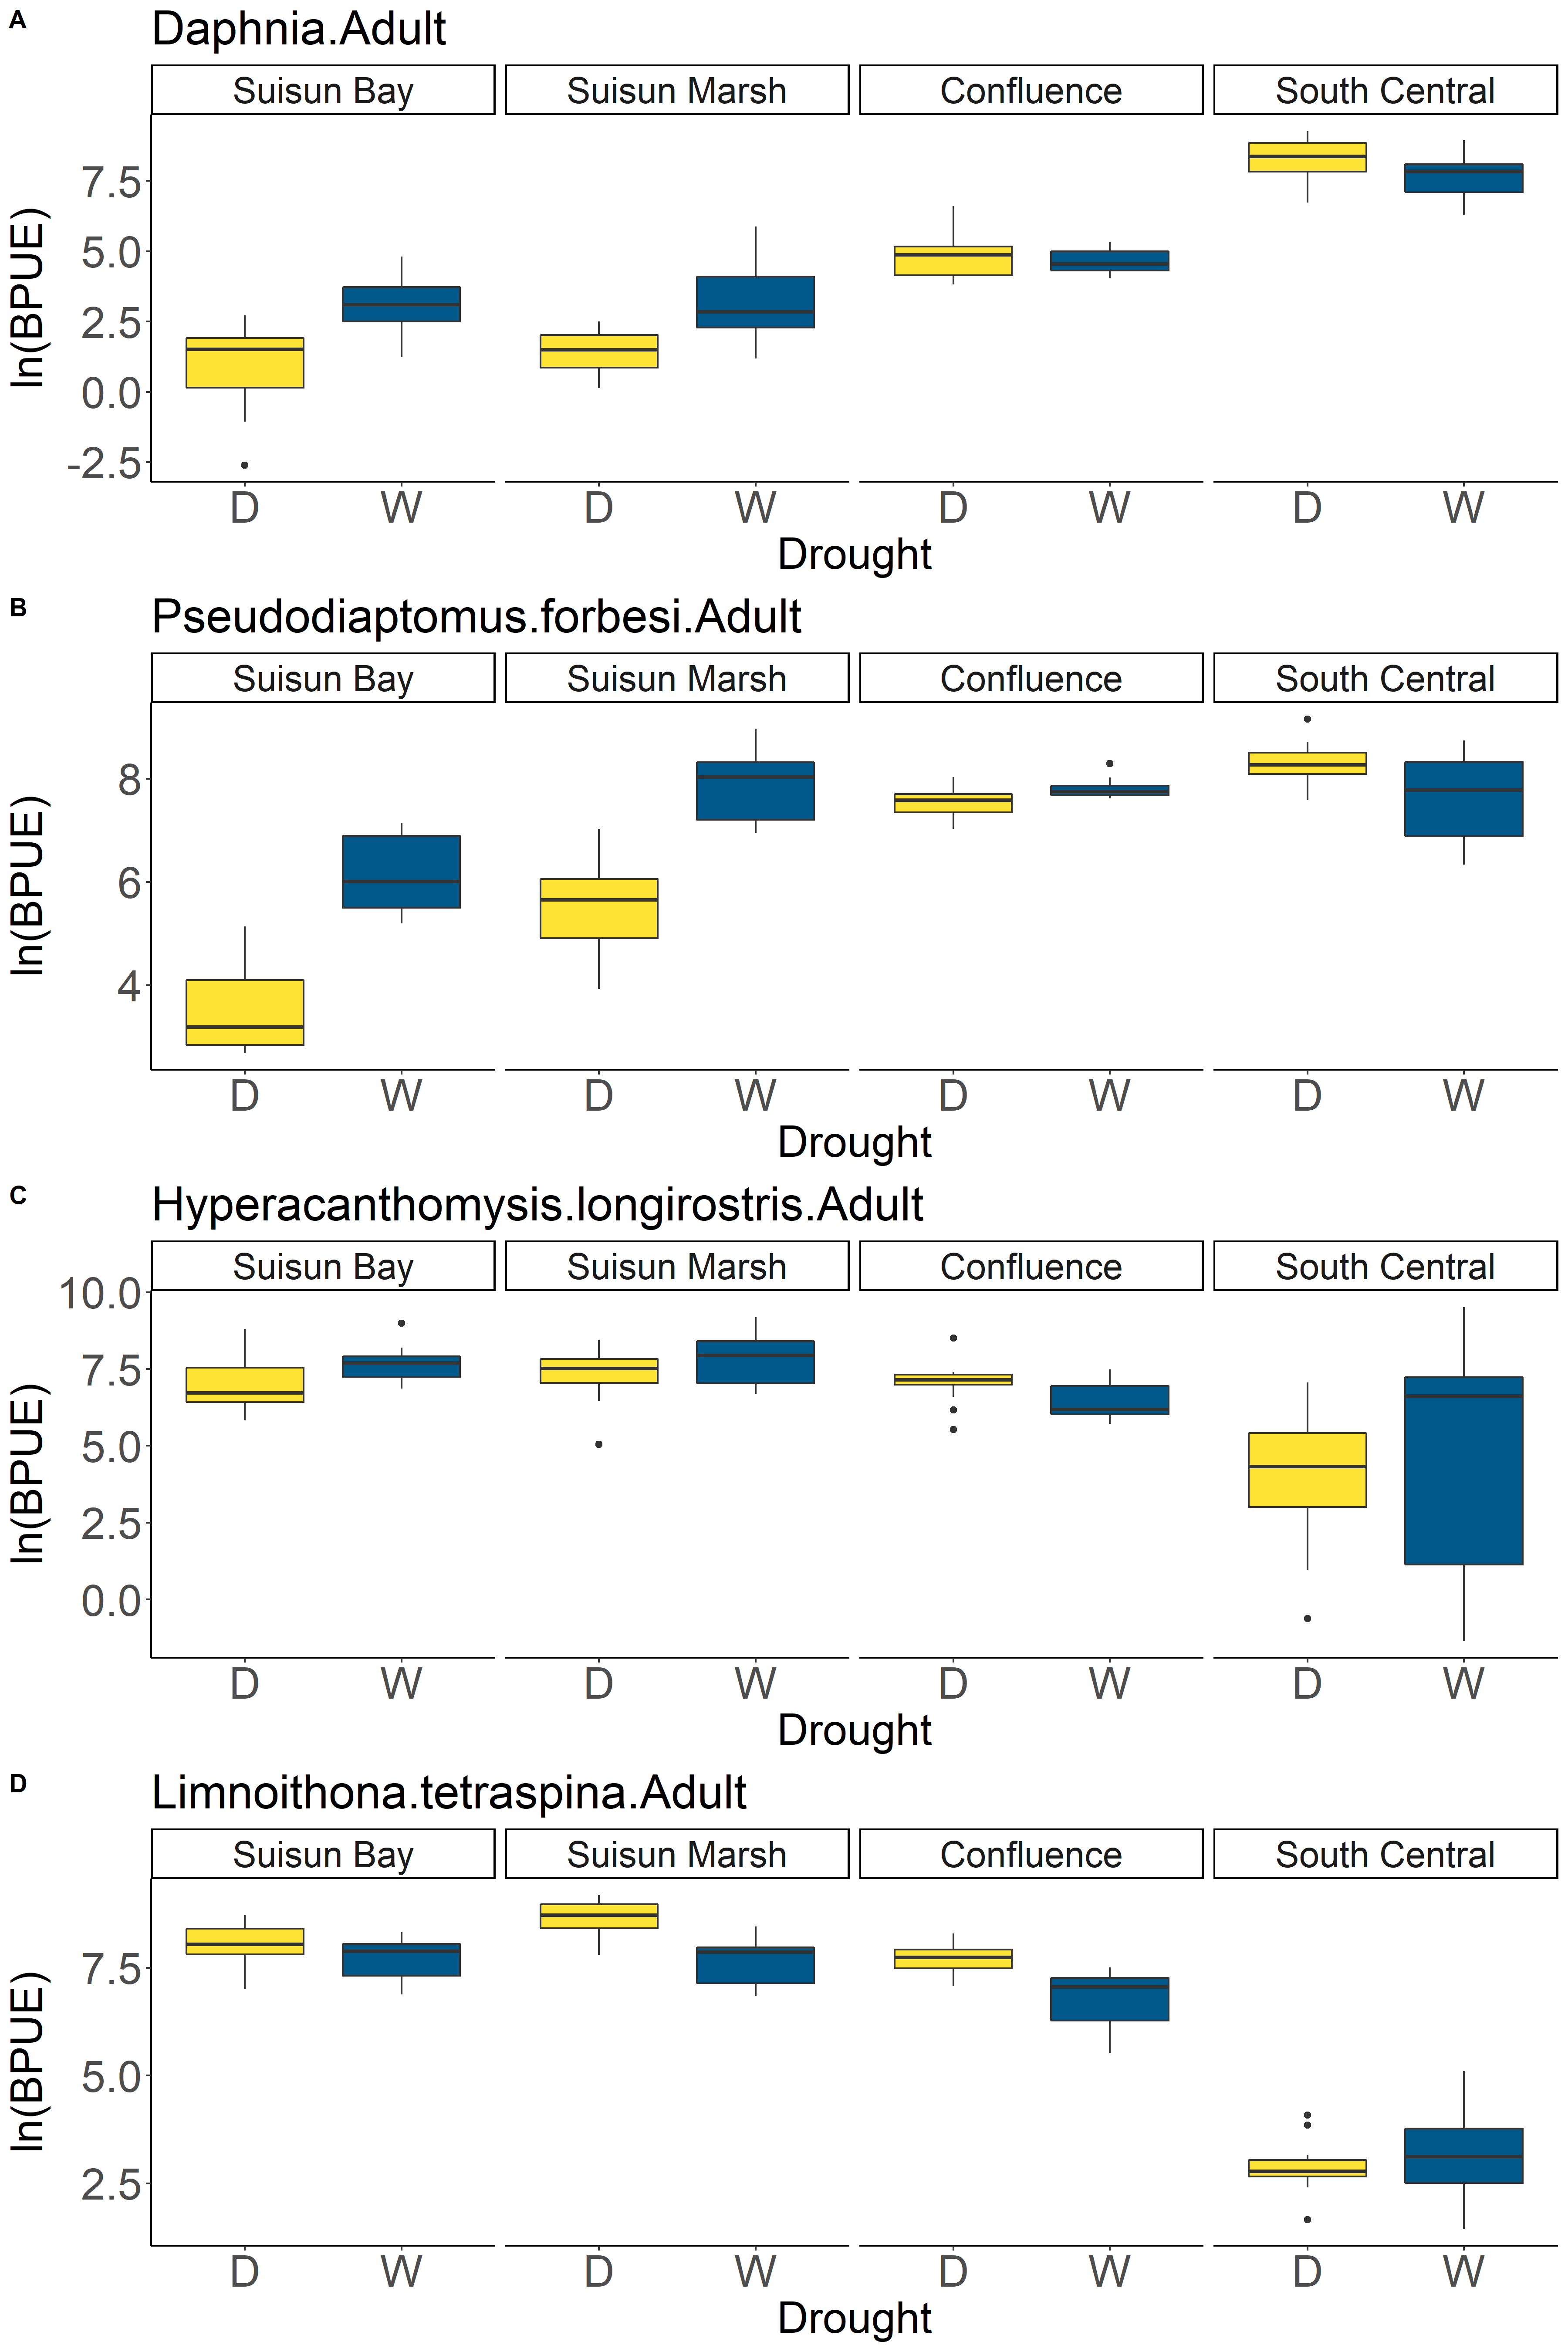 A
Daphnia.Adult
Suisun Bay Suisun Marsh Confluence South Central
ln(BPUE)
7.5
5.0
2.5
0.0
-2.5
D W D W D W D W
Drought
B
Pseudodiaptomus.forbesi.Adult
Suisun Bay Suisun Marsh Confluence South Central
ln(BPUE)
8
6
4
D W D W D W D W
Drought
C
Hyperacanthomysis.longirostris.Adult
Suisun Bay Suisun Marsh Confluence South Central
ln(BPUE)
10.0
7.5
5.0
2.5
0.0
D W D W D W D W
Drought
D
Limnoithona.tetraspina.Adult
Suisun Bay Suisun Marsh Confluence South Central
ln(BPUE)
7.5
5.0
2.5
D W D W D W D W
Drought